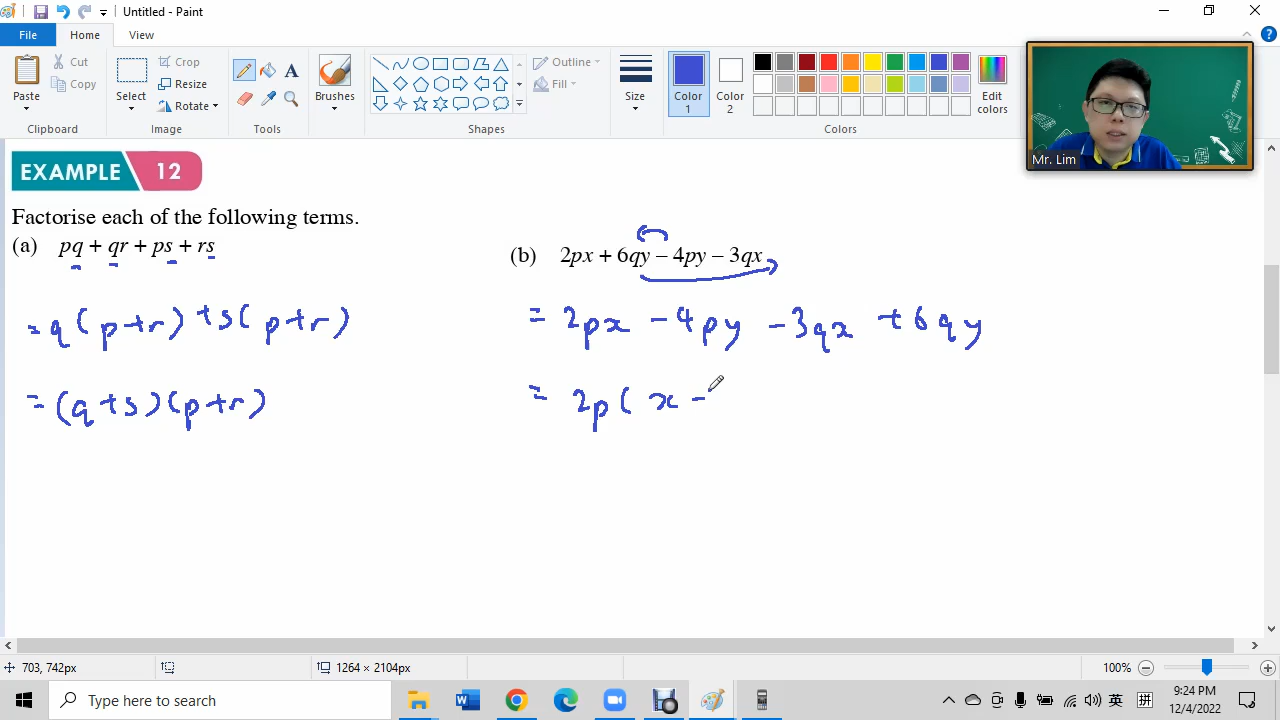 Untitled - Paint
File Home View
Paste Cut Copy Clipboard
Select Crop Resize Rotate Image
Tools
Brushes
Outline Fill Shapes
Size
Color 1 Color 2 Edit colors Colors
Mr. Lim
EXAMPLE 12
Factorise each of the following terms.
(a) pq + qr + ps + rs
= q(p+r)+s(p+r)
= (q+s)(p+r)
(b) 2px + 6qy – 4py – 3qx
= 2px -4py -3qx +6qy
= 2p(x -
703, 742px 1264 × 2104px 100%
Type here to search
英 拼 9:24 PM
12/4/2022